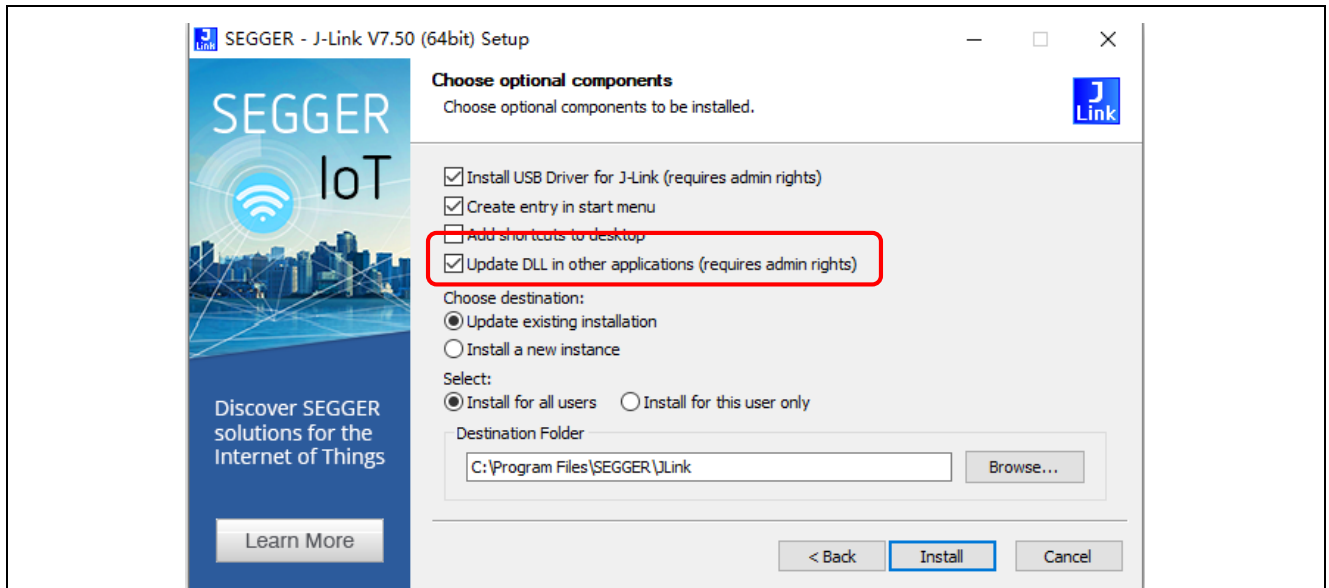 SEGGER - J-Link V7.50 (64bit) Setup
SEGGER
IoT
Discover SEGGER
solutions for the
Internet of Things
Learn More
Choose optional components
Choose optional components to be installed.
J
Link
Install USB Driver for J-Link (requires admin rights)
Create entry in start menu
Add shortcuts to desktop
Update DLL in other applications (requires admin rights)
Choose destination:
Update existing installation
Install a new instance
Select:
Install for all users Install for this user only
Destination Folder
C:\Program Files\SEGGER\JLink Browse...
< Back Install Cancel